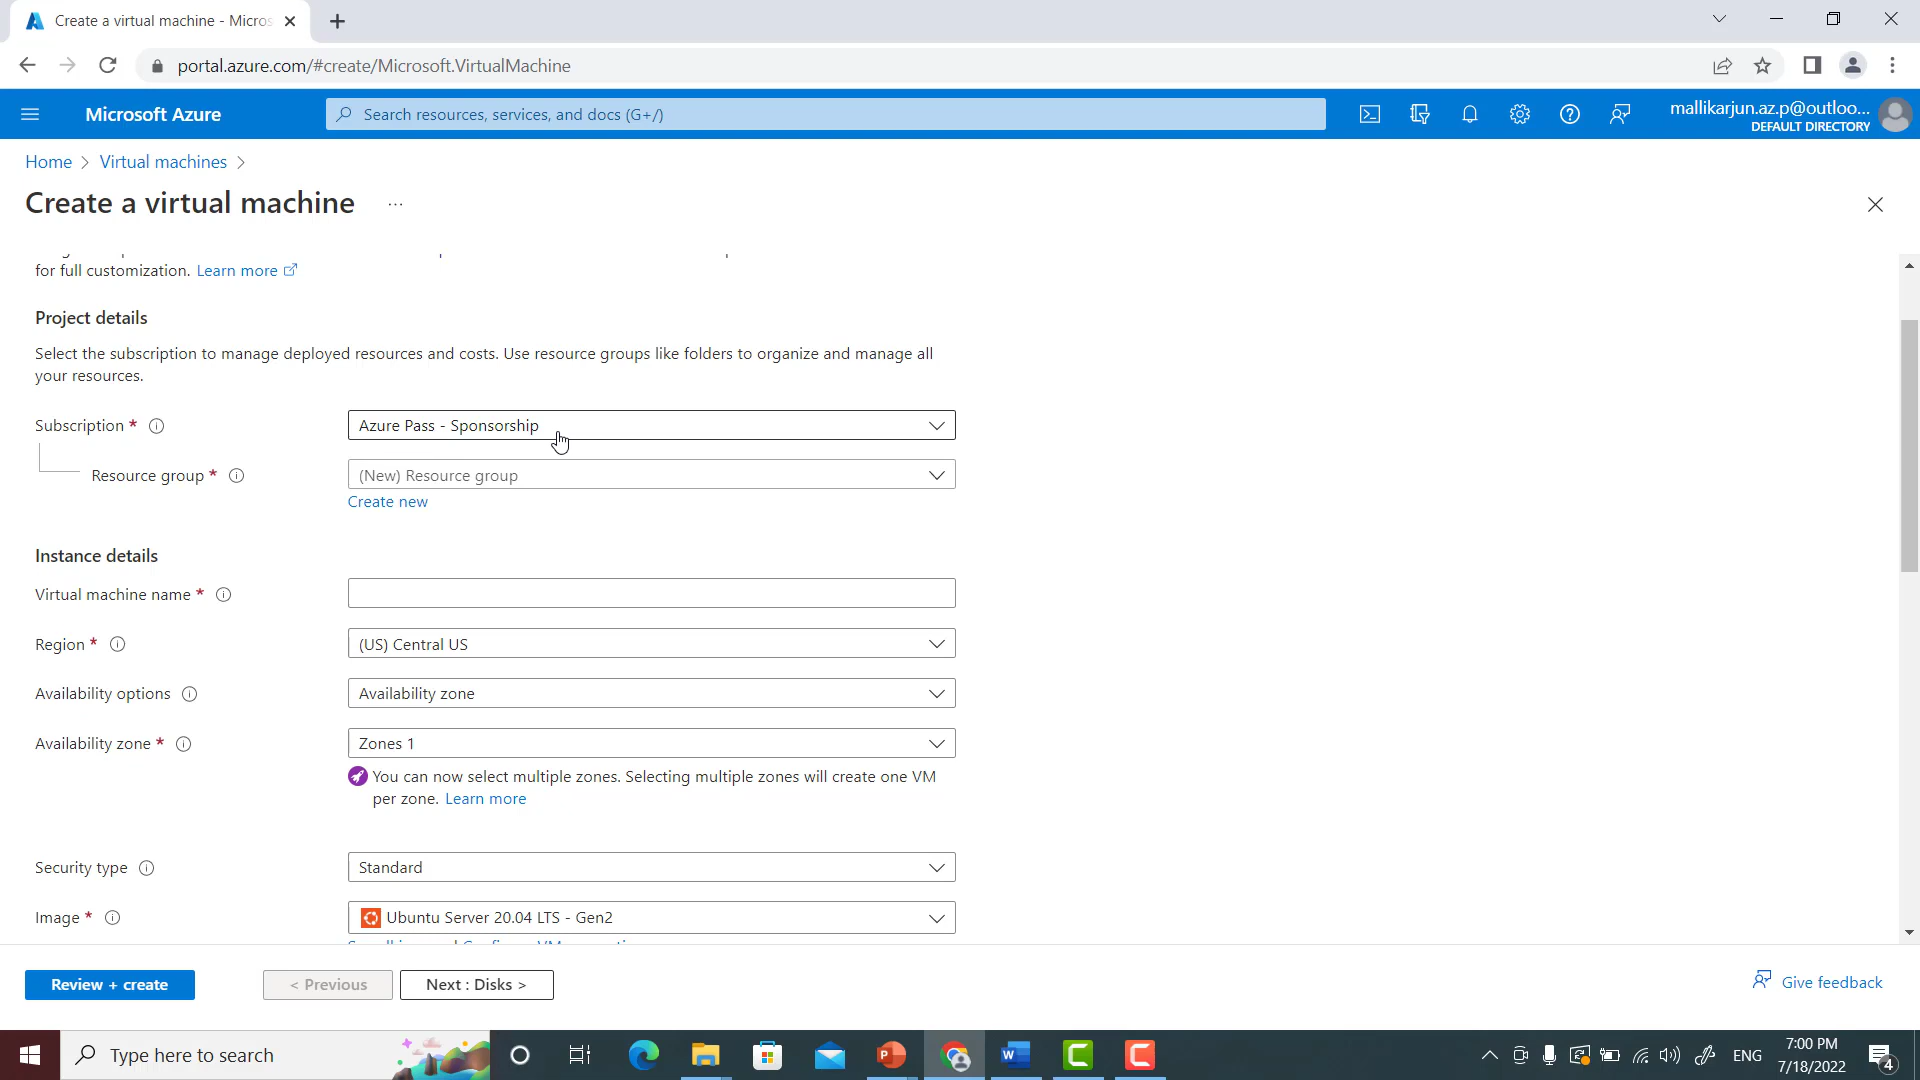 Create a virtual machine - Micros
portal.azure.com/#create/Microsoft.VirtualMachine
Microsoft Azure
Search resources, services, and docs (G+/)
mallikarjun.az.p@outloo...
DEFAULT DIRECTORY
Home > Virtual machines >
Create a virtual machine ...
for full customization. Learn more
Project details
Select the subscription to manage deployed resources and costs. Use resource groups like folders to organize and manage all
your resources.
Subscription *
Azure Pass - Sponsorship
Resource group *
(New) Resource group
Create new
Instance details
Virtual machine name *
Region *
(US) Central US
Availability options
Availability zone
Availability zone *
Zones 1
You can now select multiple zones. Selecting multiple zones will create one VM
per zone. Learn more
Security type
Standard
Image *
Ubuntu Server 20.04 LTS - Gen2
Review + create
< Previous
Next : Disks >
Give feedback
Type here to search
ENG
7:00 PM
7/18/2022
4